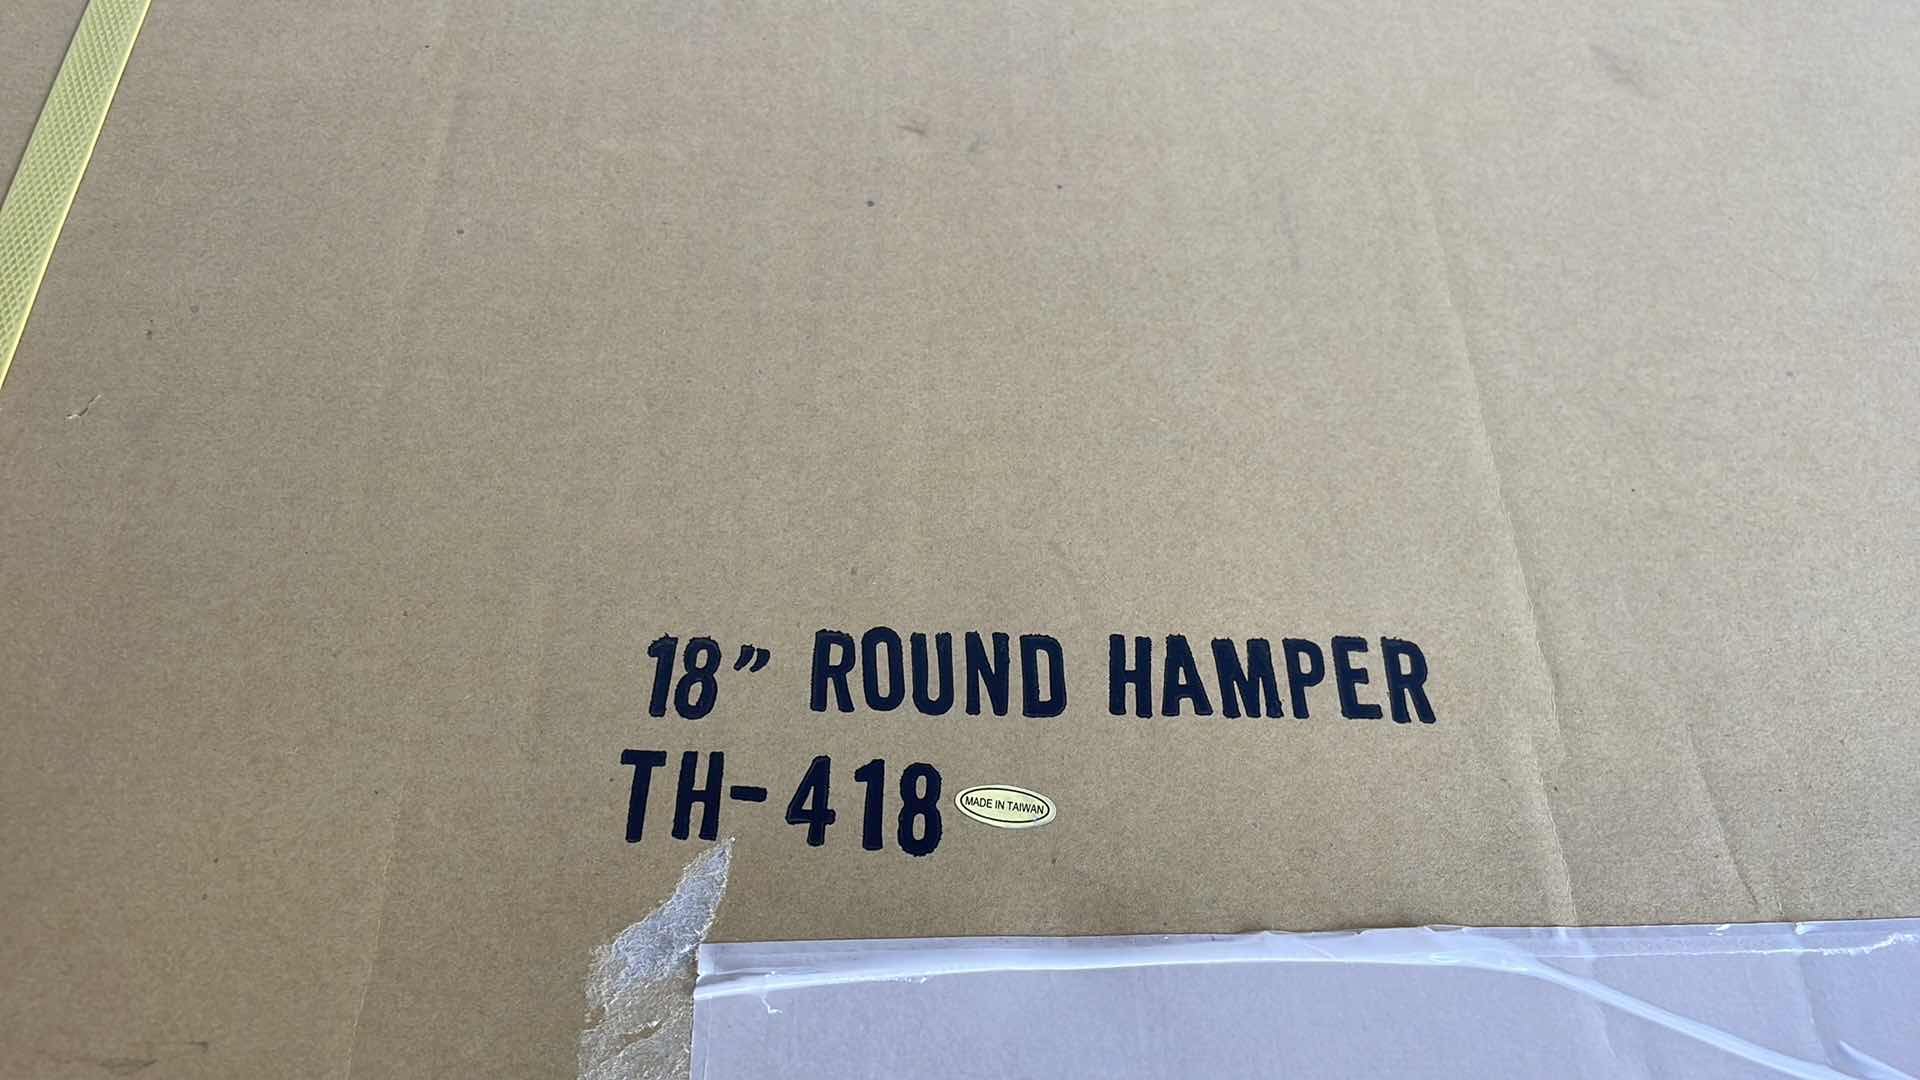 18” ROUND HAMPER
TH-418
MADE IN TAIWAN